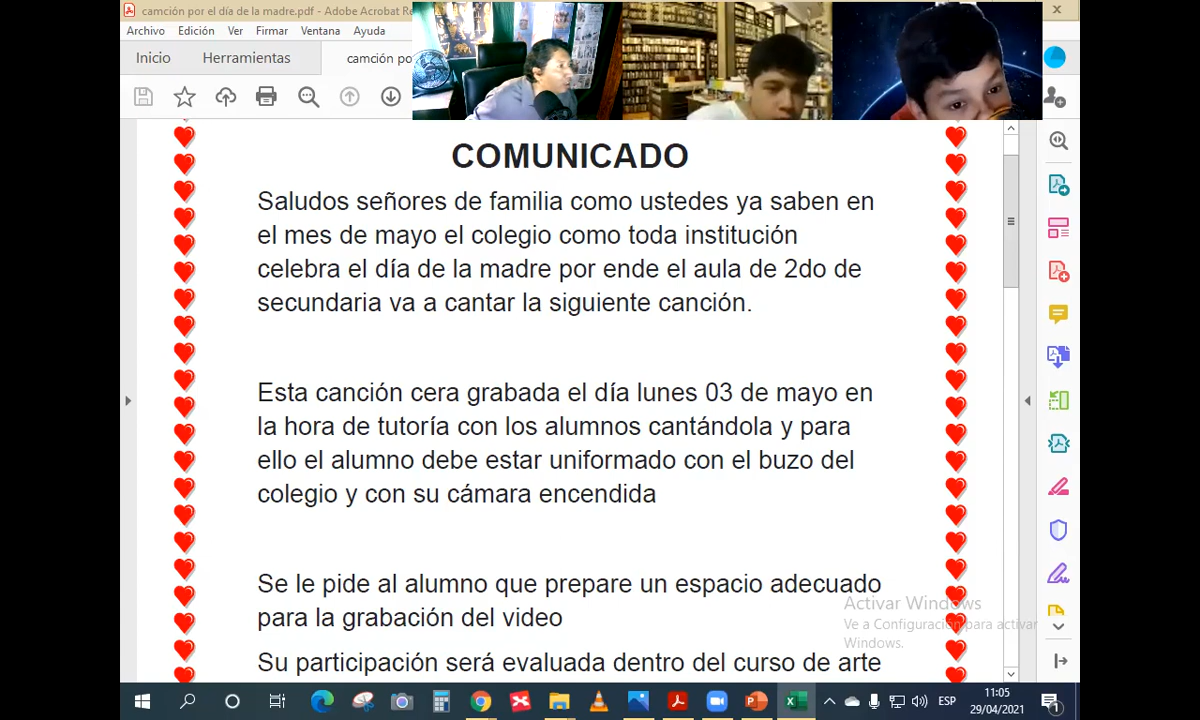 camción por el día de la madre.pdf - Adobe Acrobat Re
Archivo Edición Ver Firmar Ventana Ayuda
Inicio Herramientas camción po
COMUNICADO
Saludos señores de familia como ustedes ya saben en
el mes de mayo el colegio como toda institución
celebra el día de la madre por ende el aula de 2do de
secundaria va a cantar la siguiente canción.
Esta canción cera grabada el día lunes 03 de mayo en
la hora de tutoría con los alumnos cantándola y para
ello el alumno debe estar uniformado con el buzo del
colegio y con su cámara encendida
Se le pide al alumno que prepare un espacio adecuado
para la grabación del video
Su participación será evaluada dentro del curso de arte
Activar Windows
Ve a Configuración para activar
Windows.
ESP
11:05
29/04/2021
1